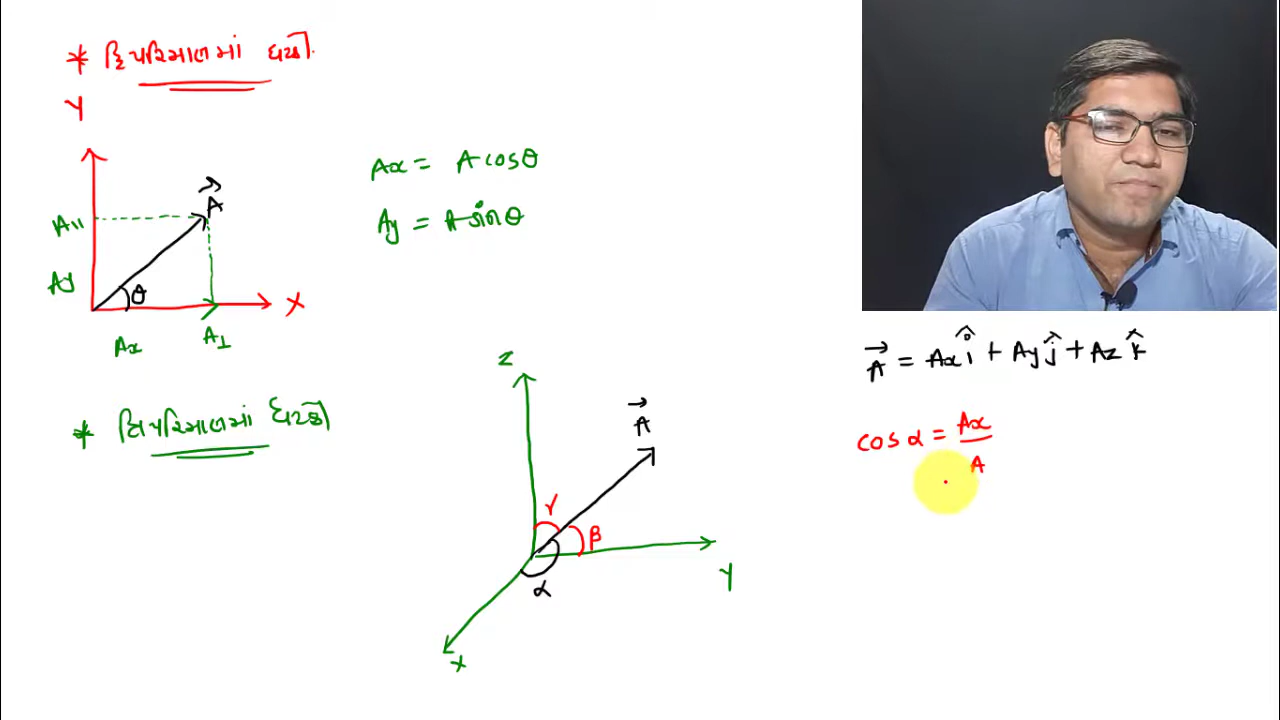 * દ્વિપરિમાણમાં ઘટકો.
Y
A
Ax = A cosθ
A॥
Ay = A sinθ
Ay
θ
X
Ax
A⊥
* ત્રિપરિમાણમાં ઘટકો
Z
A
γ
β
α
Y
X
A = Ax î + Ay ĵ + Az k̂
cos α = Ax
A